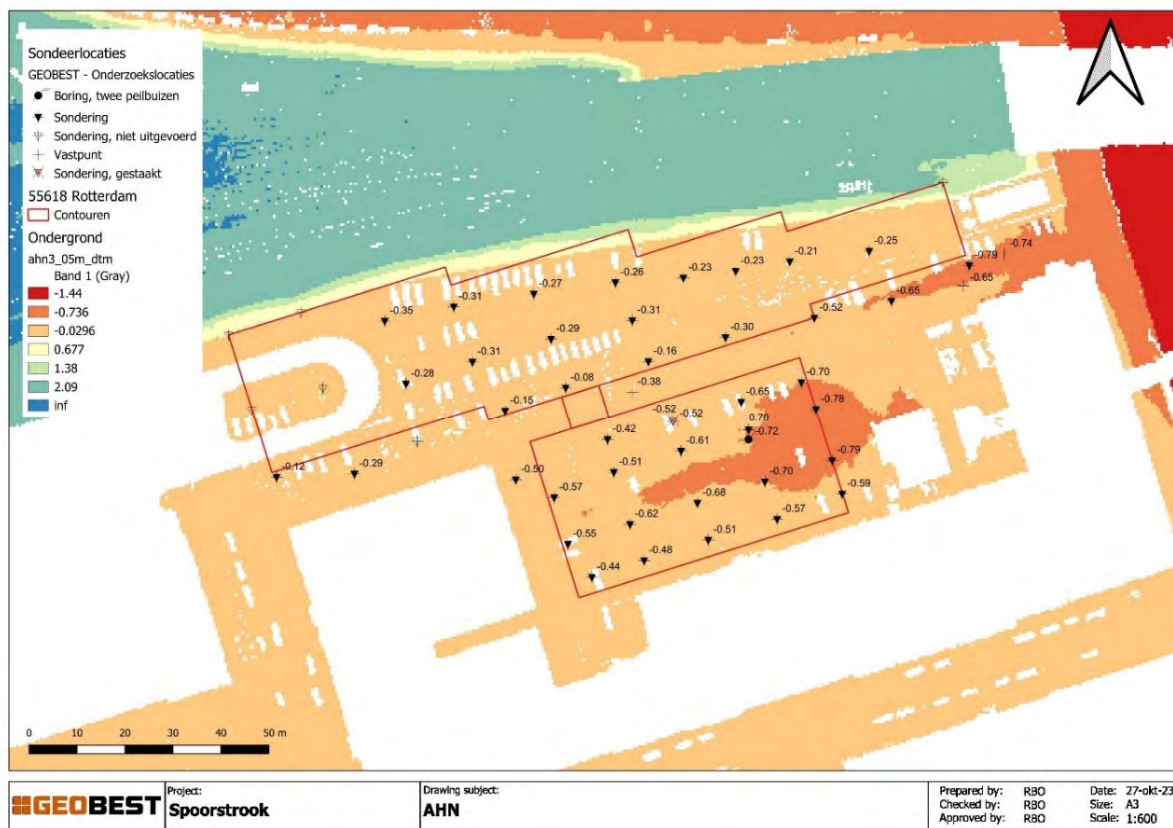 Sondeerlocaties
GEOBEST - Onderzoekslocaties
Boring, twee peilbuizen
Sondering
Sondering, niet uitgevoerd
Vastpunt
Sondering, gestaakt
55618 Rotterdam
Contouren
Ondergrond
ahn3_05m_dtm
Band 1 (Gray)
-1.44
-0.736
-0.0296
0.677
1.38
2.09
inf
-0.74
-0.25
-0.21
-0.79
-0.23
-0.23
-0.65
-0.26
-0.27
-0.65
-0.31
-0.52
-0.35
-0.31
-0.30
-0.29
-0.16
-0.31
-0.28
-0.38
-0.08
-0.70
-0.65
-0.15
-0.78
-0.52
-0.52
0.70
-0.72
-0.42
-0.61
-0.79
-0.12
-0.29
-0.51
-0.50
-0.70
-0.59
-0.57
-0.68
-0.62
-0.57
-0.55
-0.51
-0.48
-0.44
0 10 20 30 40 50 m
GEOBEST
Project:
Spoorstrook
Drawing subject:
AHN
Prepared by: RBO Date: 27-okt-23
Checked by: RBO Size: A3
Approved by: RBO Scale: 1:600